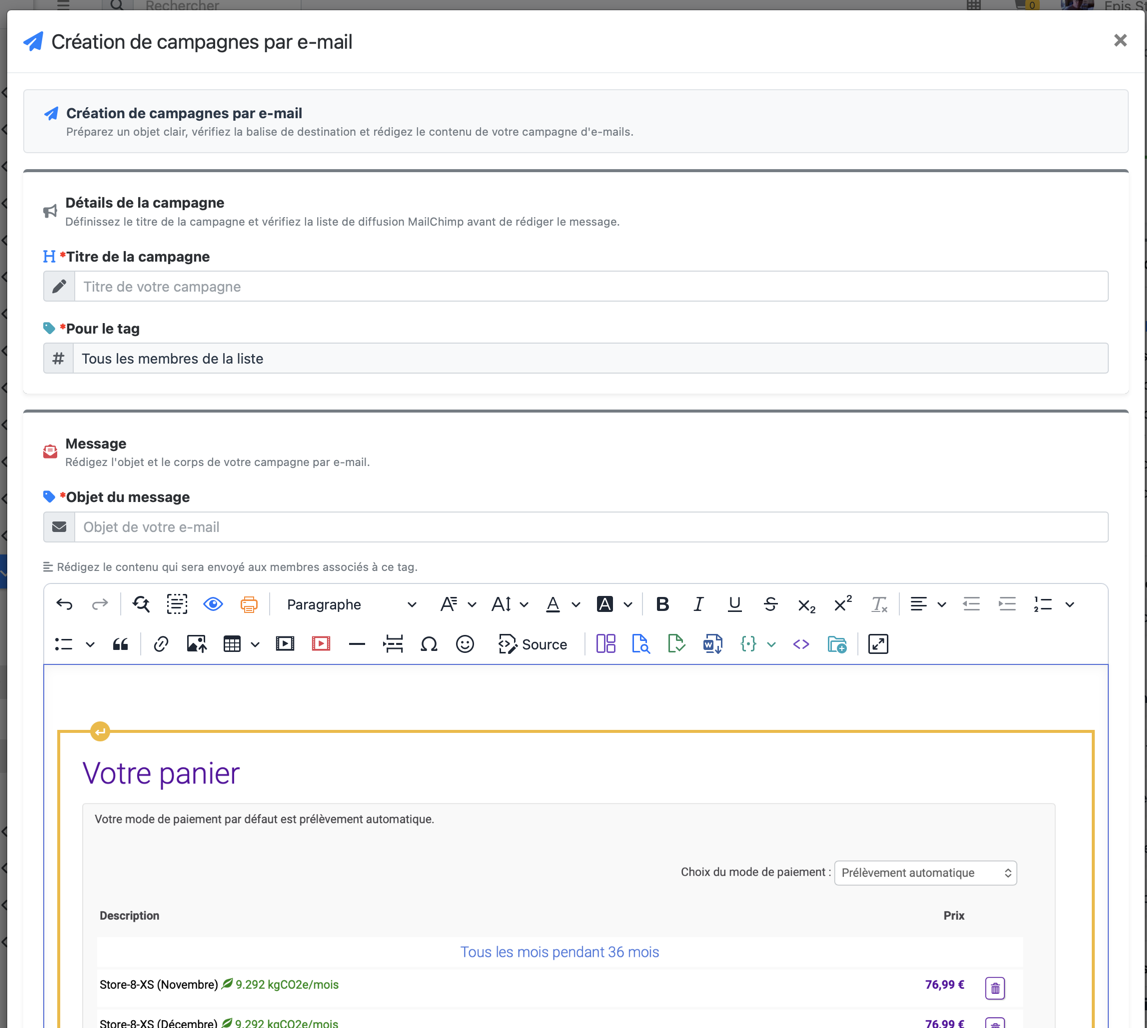 Rechercher
0
Epis S
Création de campagnes par e-mail
Création de campagnes par e-mail
Préparez un objet clair, vérifiez la balise de destination et rédigez le contenu de votre campagne d'e-mails.
Détails de la campagne
Définissez le titre de la campagne et vérifiez la liste de diffusion MailChimp avant de rédiger le message.
*Titre de la campagne
Titre de votre campagne
*Pour le tag
# Tous les membres de la liste
Message
Rédigez l'objet et le corps de votre campagne par e-mail.
*Objet du message
Objet de votre e-mail
Rédigez le contenu qui sera envoyé aux membres associés à ce tag.
Paragraphe
Source
Votre panier
Votre mode de paiement par défaut est prélèvement automatique.
Choix du mode de paiement : Prélèvement automatique
Description Prix
Tous les mois pendant 36 mois
Store-8-XS (Novembre) 9.292 kgCO2e/mois 76,99 €
Store-8-XS (Décembre) 9.292 kgCO2e/mois 76,99 €